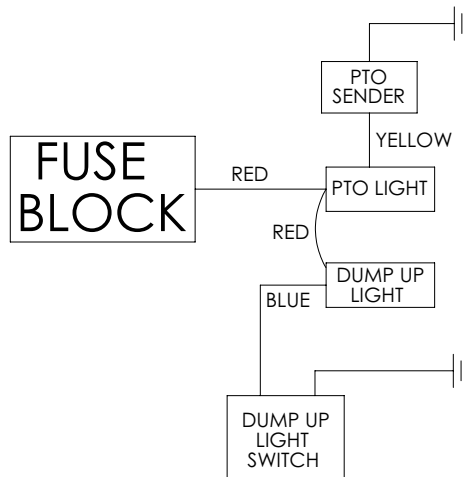 PTO
SENDER
YELLOW
FUSE
BLOCK
RED
PTO LIGHT
RED
DUMP UP
LIGHT
BLUE
DUMP UP
LIGHT
SWITCH